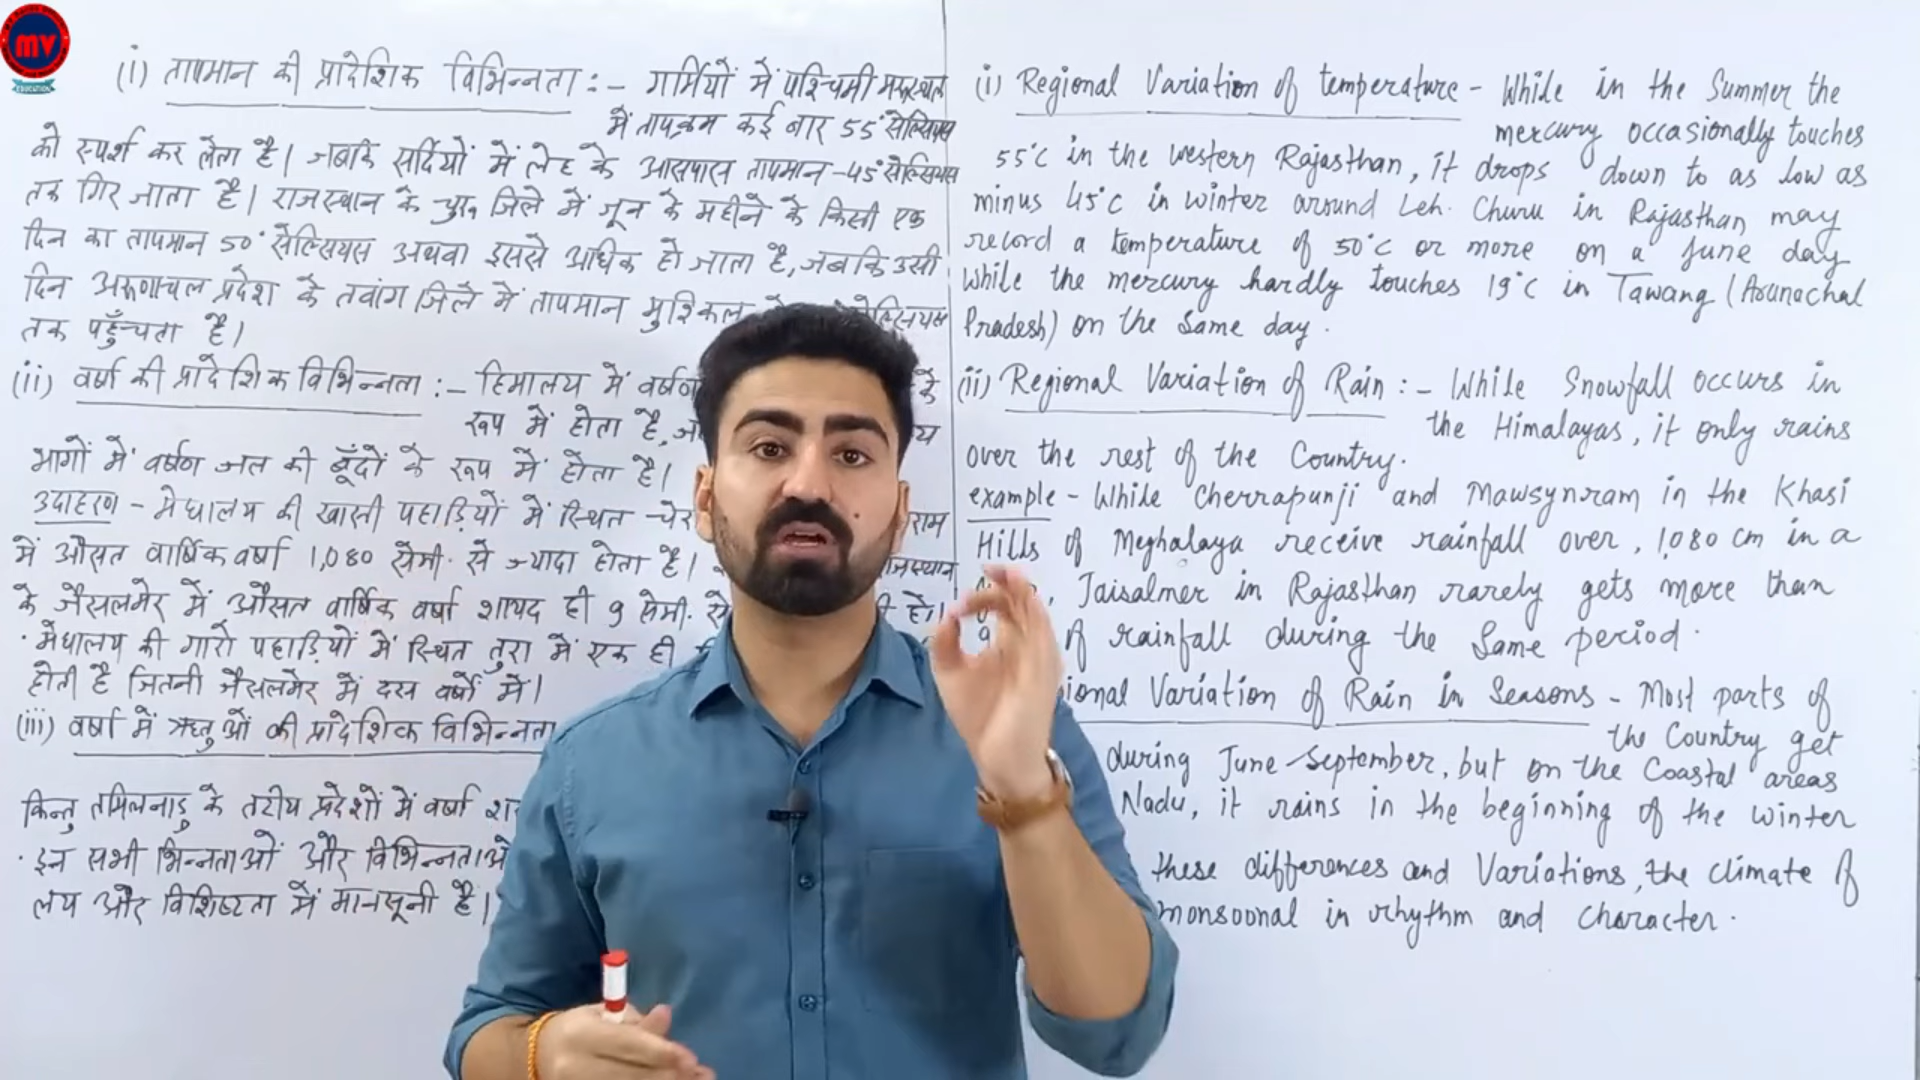 MV
EDUCATION
(i) तापमान की प्रादेशिक विभिन्नता :- गर्मियों में पश्चिमी मरुस्थल
में तापक्रम कई बार 55° सेल्सियस
को स्पर्श कर लेता है। जबकि सर्दियों में लेह के आसपास तापमान -45° सेल्सियस
तक गिर जाता है। राजस्थान के चुरू जिले में जून के महीने के किसी एक
दिन का तापमान 50° सेल्सियस अथवा इससे अधिक हो जाता है, जबकि उसी
दिन अरूणाचल प्रदेश के तवांग जिले में तापमान मुश्किल
तक पहुँचता है।
(ii) वर्षा की प्रादेशिक विभिन्नता :- हिमालय में वर्षण के
रूप में होता है,
भागों में वर्षण जल की बूँदों के रूप में होता है।
उदाहरण - मेघालय की खासी पहाड़ियों में स्थित
में औसत वार्षिक वर्षा 1,080 सेमी. से ज्यादा होता है।
के जैसलमेर में औसत वार्षिक वर्षा शायद ही 9 सेमी. हो।
• मेघालय की गारो पहाड़ियों में स्थित तुरा में एक ही
होती है जितनी जैसलमेर में दस वर्षों में।
(iii) वर्षा में ऋतुओं की प्रादेशिक विभिन्नता
किन्तु तमिलनाडु के तटीय प्रदेशों में वर्षा
• इन सभी भिन्नताओं और विभिन्नताओं
लय और विशिष्टता में मानसूनी है।
(i) Regional Variation of temperature - While in the Summer the
mercury occasionally touches
55°C in the western Rajasthan, it drops down to as low as
minus 45°C in winter around Leh. Churu in Rajasthan may
record a temperature of 50°C or more on a June day
while the mercury hardly touches 19°C in Tawang (Arunachal
Pradesh) on the same day.
(ii) Regional Variation of Rain :- While Snowfall occurs in
the Himalayas, it only rains
over the rest of the Country.
example - While Cherrapunji and Mawsynram in the Khasi
Hills of Meghalaya receive rainfall over, 1,080 cm in a
Jaisalmer in Rajasthan rarely gets more than
9 of rainfall during the Same period.
ional Variation of Rain in Seasons - Most parts of
the Country get
during June-September, but on the Coastal areas
Nadu, it rains in the beginning of the winter
these differences and Variations, the climate of
monsoonal in rhythm and character.